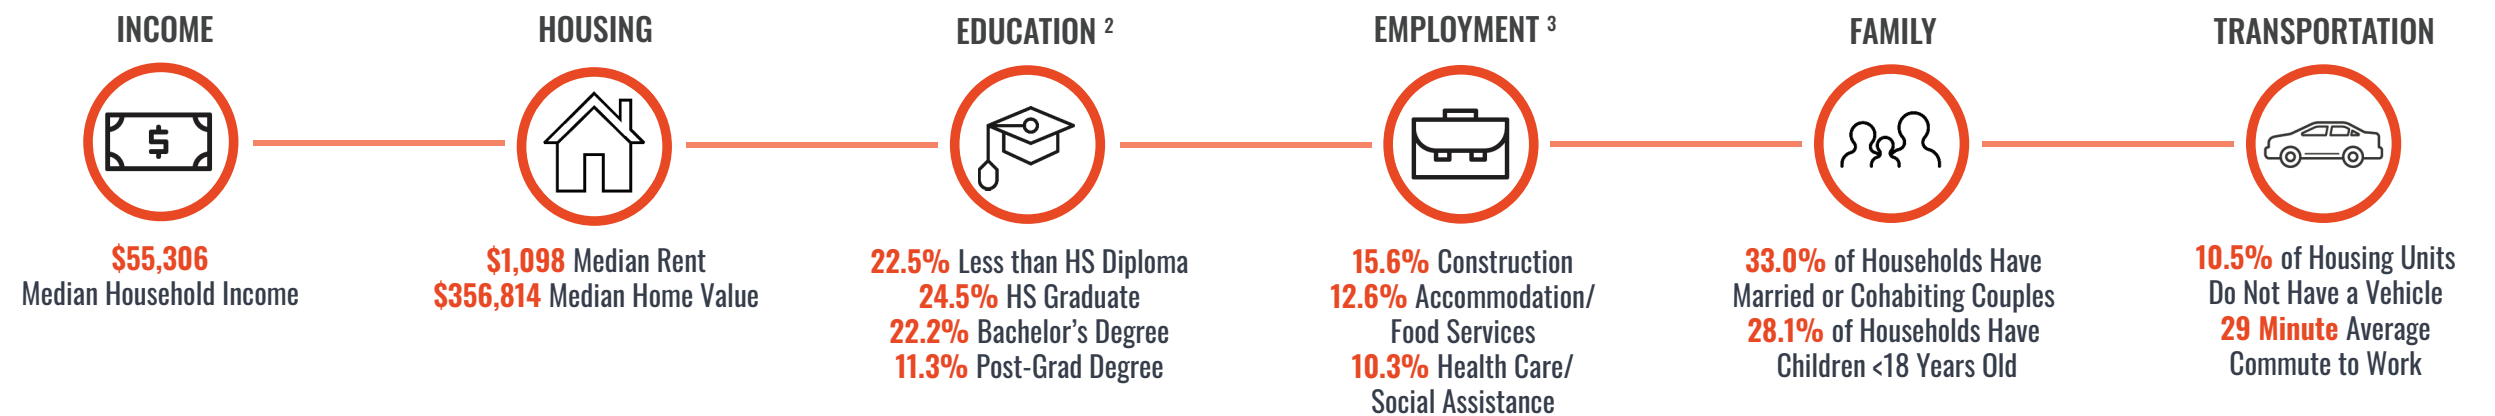 INCOME
$
$55,306
Median Household Income
HOUSING
$1,098 Median Rent
$356,814 Median Home Value
EDUCATION 2
22.5% Less than HS Diploma
24.5% HS Graduate
22.2% Bachelor's Degree
11.3% Post-Grad Degree
EMPLOYMENT 3
15.6% Construction
12.6% Accommodation/
Food Services
10.3% Health Care/
Social Assistance
FAMILY
33.0% of Households Have
Married or Cohabiting Couples
28.1% of Households Have
Children <18 Years Old
TRANSPORTATION
10.5% of Housing Units
Do Not Have a Vehicle
29 Minute Average
Commute to Work